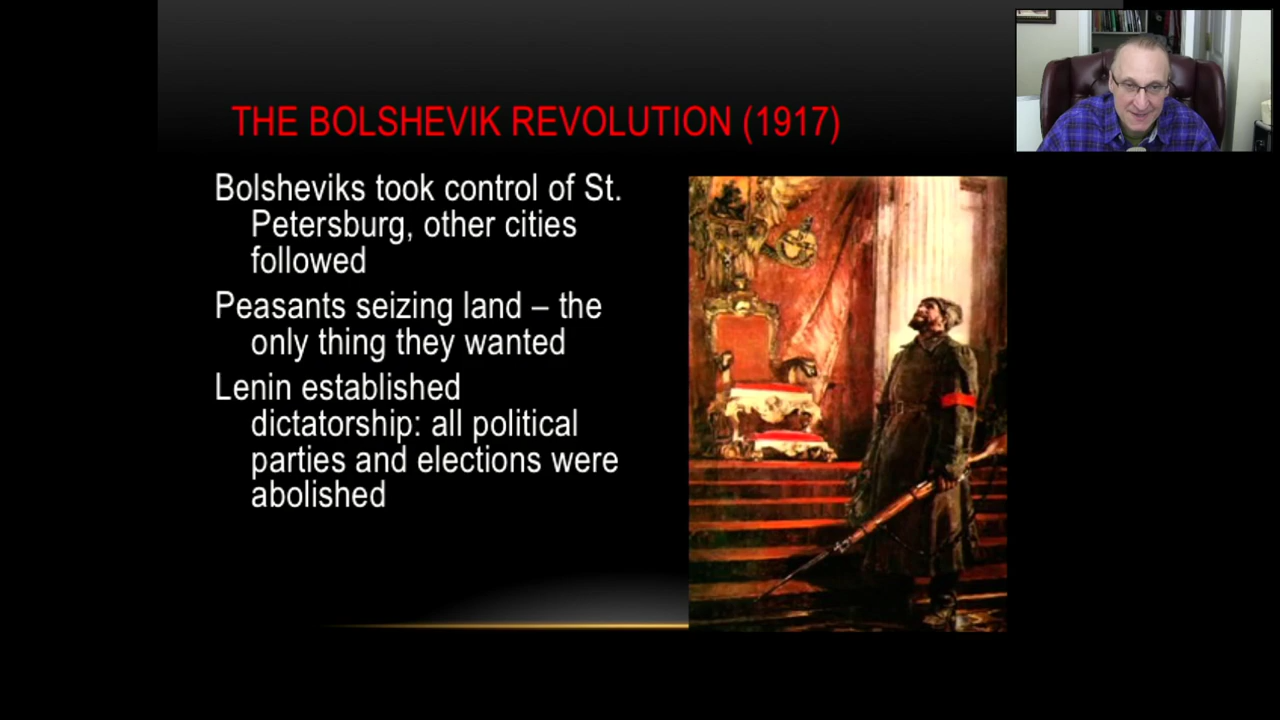 THE BOLSHEVIK REVOLUTION (1917)
Bolsheviks took control of St.
Petersburg, other cities
followed
Peasants seizing land – the
only thing they wanted
Lenin established
dictatorship: all political
parties and elections were
abolished